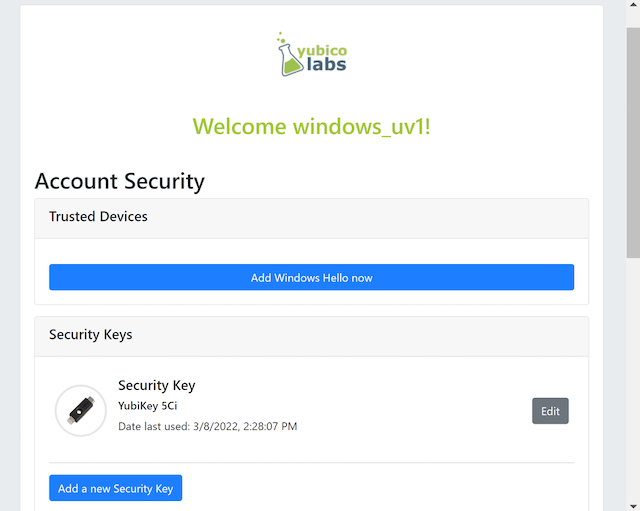 yubico
labs
Welcome windows_uv1!
Account Security
Trusted Devices
Add Windows Hello now
Security Keys
Security Key
YubiKey 5Ci
Date last used: 3/8/2022, 2:28:07 PM
Edit
Add a new Security Key